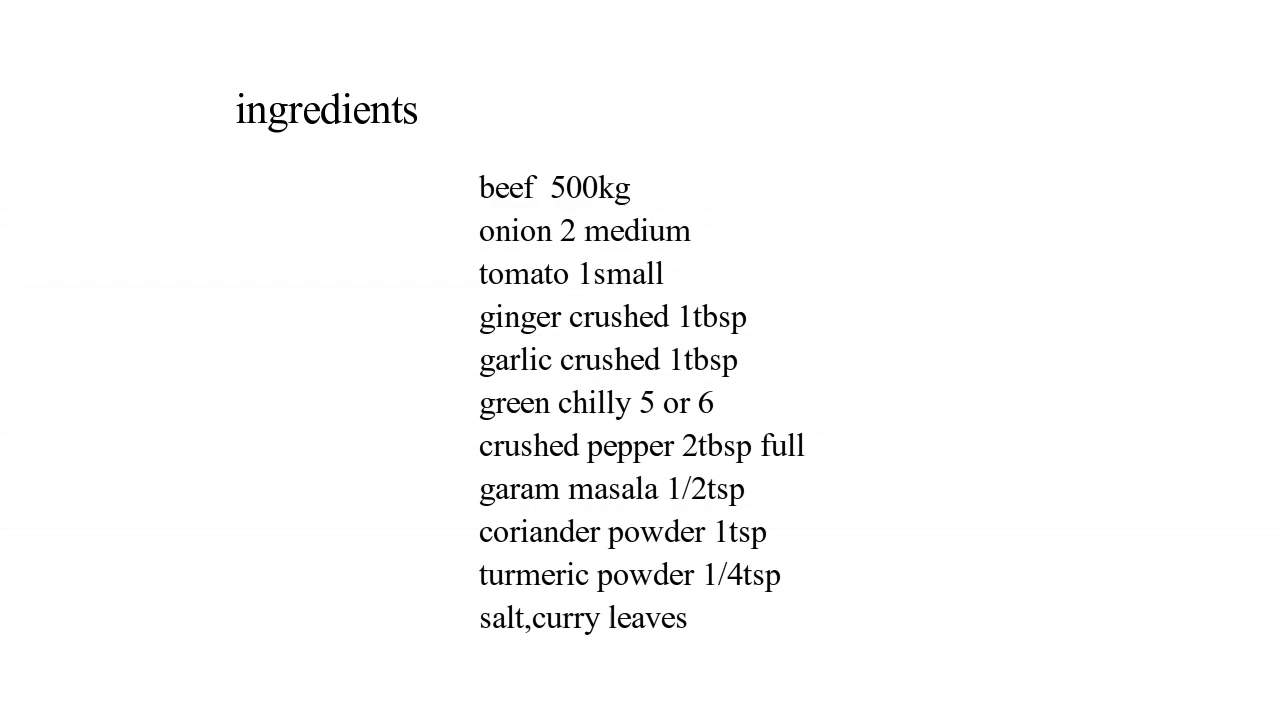 ingredients
beef  500kg
onion 2 medium
tomato 1small
ginger crushed 1tbsp
garlic crushed 1tbsp
green chilly 5 or 6
crushed pepper 2tbsp full
garam masala 1/2tsp
coriander powder 1tsp
turmeric powder 1/4tsp
salt,curry leaves